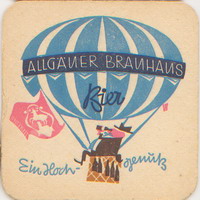 ALLGÄUER BRAUHAUS
Bier
Ein Hoch-
genuß